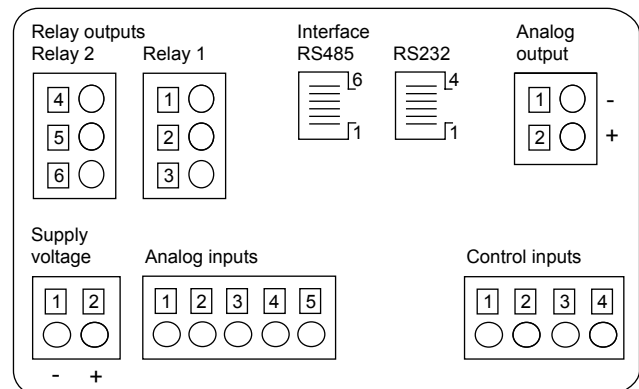 Relay outputs
Relay 2 Relay 1
Interface
RS485 RS232
Analog
output
4 1 6 4 1 -
5 2 1 1 2 +
6 3
Supply
voltage
Analog inputs
Control inputs
1 2 1 2 3 4 5 1 2 3 4
- +